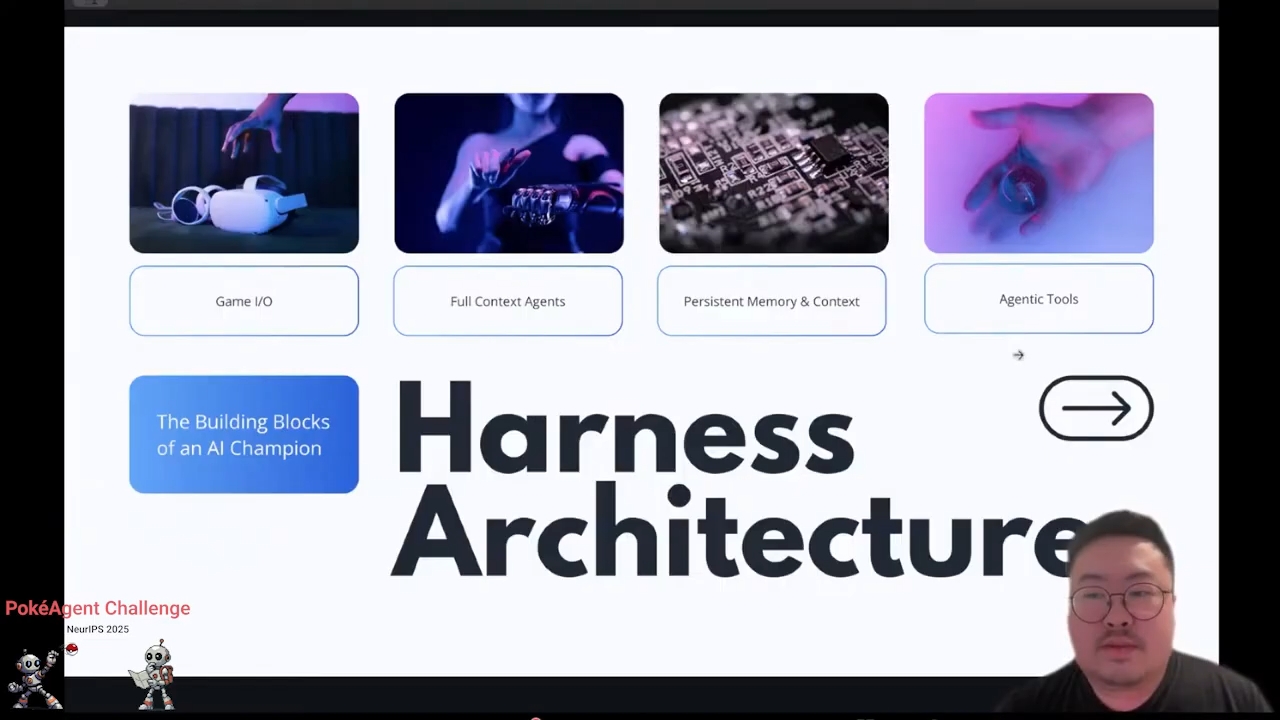 Game I/O
Full Context Agents
Persistent Memory & Context
Agentic Tools
The Building Blocks
of an AI Champion
Harness
Architecture
PokéAgent Challenge
NeurIPS 2025